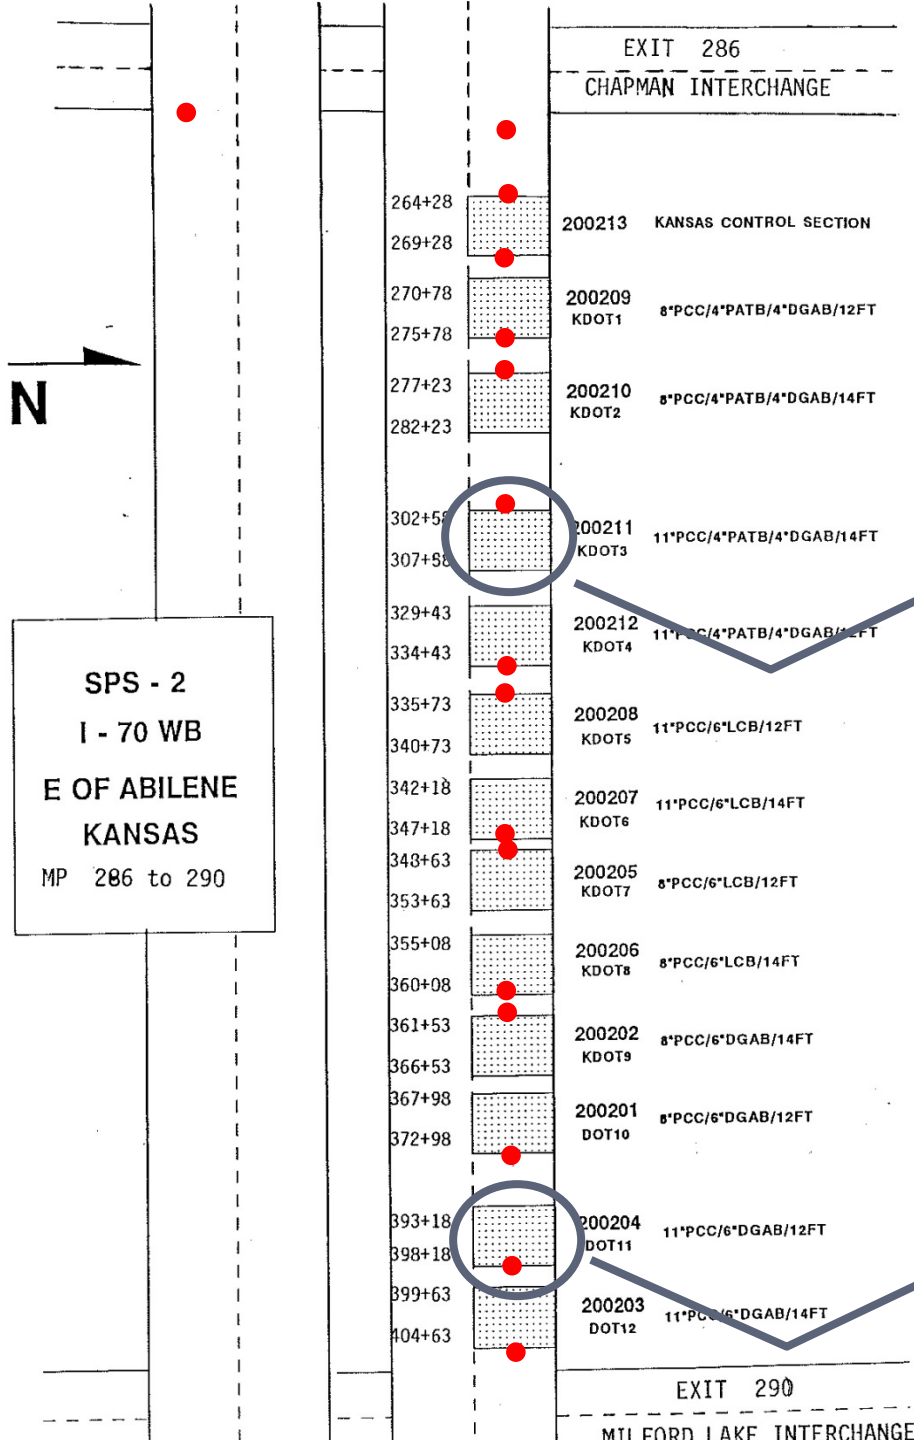 EXIT 286
CHAPMAN INTERCHANGE
264+28
200213 KANSAS CONTROL SECTION
269+28
270+78
200209 8"PCC/4"PATB/4"DGAB/12FT
KDOT1
275+78
277+23
200210 8"PCC/4"PATB/4"DGAB/14FT
KDOT2
282+23
N
302+58
200211 11"PCC/4"PATB/4"DGAB/14FT
KDOT3
307+58
329+43
200212 11"PCC/4"PATB/4"DGAB/12FT
KDOT4
334+43
SPS - 2
I - 70 WB
E OF ABILENE
KANSAS
MP 286 to 290
335+73
200208 11"PCC/6"LCB/12FT
KDOT5
340+73
342+18
200207 11"PCC/6"LCB/14FT
KDOT6
347+18
348+63
200205 8"PCC/6"LCB/12FT
KDOT7
353+63
355+08
200206 8"PCC/6"LCB/14FT
KDOT8
360+08
361+53
200202 8"PCC/6"DGAB/14FT
KDOT9
366+53
367+98
200201 8"PCC/6"DGAB/12FT
DOT10
372+98
393+18
200204 11"PCC/6"DGAB/12FT
DOT11
398+18
399+63
200203 11"PCC/6"DGAB/14FT
DOT12
404+63
EXIT 290
MILFORD LAKE INTERCHANGE